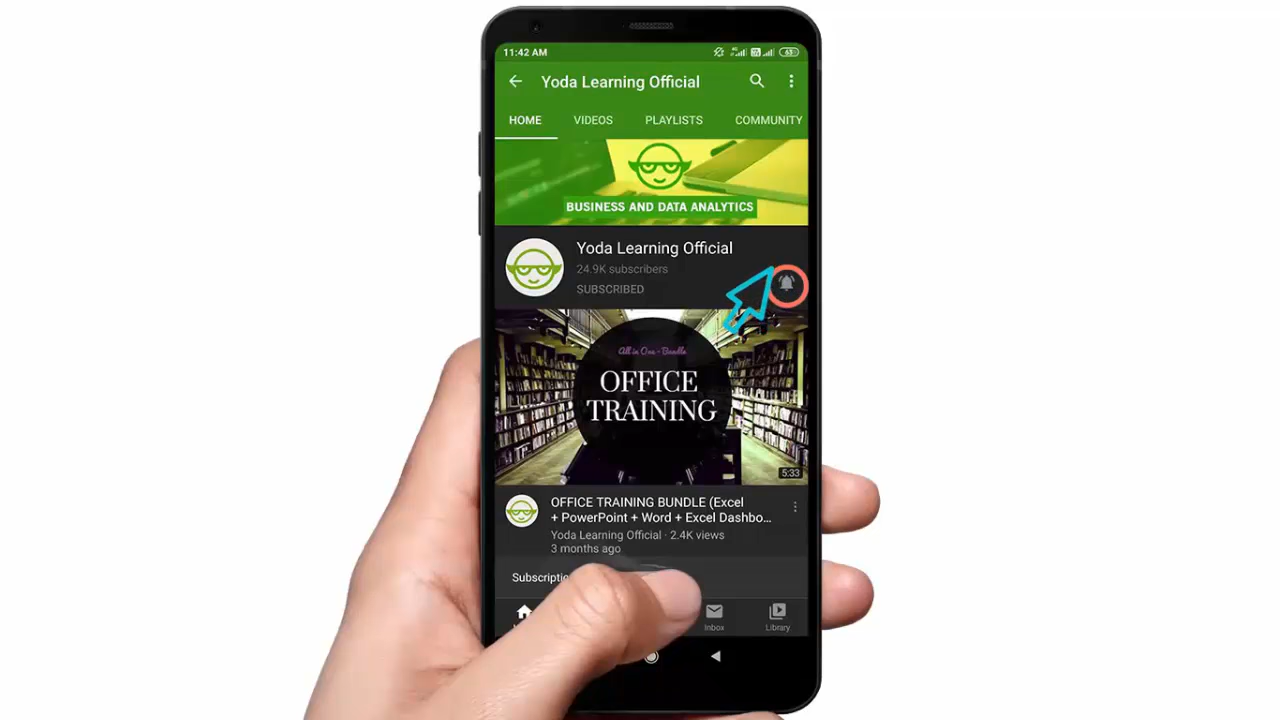 11:42 AM
63
Yoda Learning Official
HOME VIDEOS PLAYLISTS COMMUNITY
BUSINESS AND DATA ANALYTICS
Yoda Learning Official
24.9K subscribers
SUBSCRIBED
All in One - Bundle
OFFICE
TRAINING
5:33
OFFICE TRAINING BUNDLE (Excel
+ PowerPoint + Word + Excel Dashbo...
Yoda Learning Official · 2.4K views
3 months ago
Subscriptio
Inbox Library